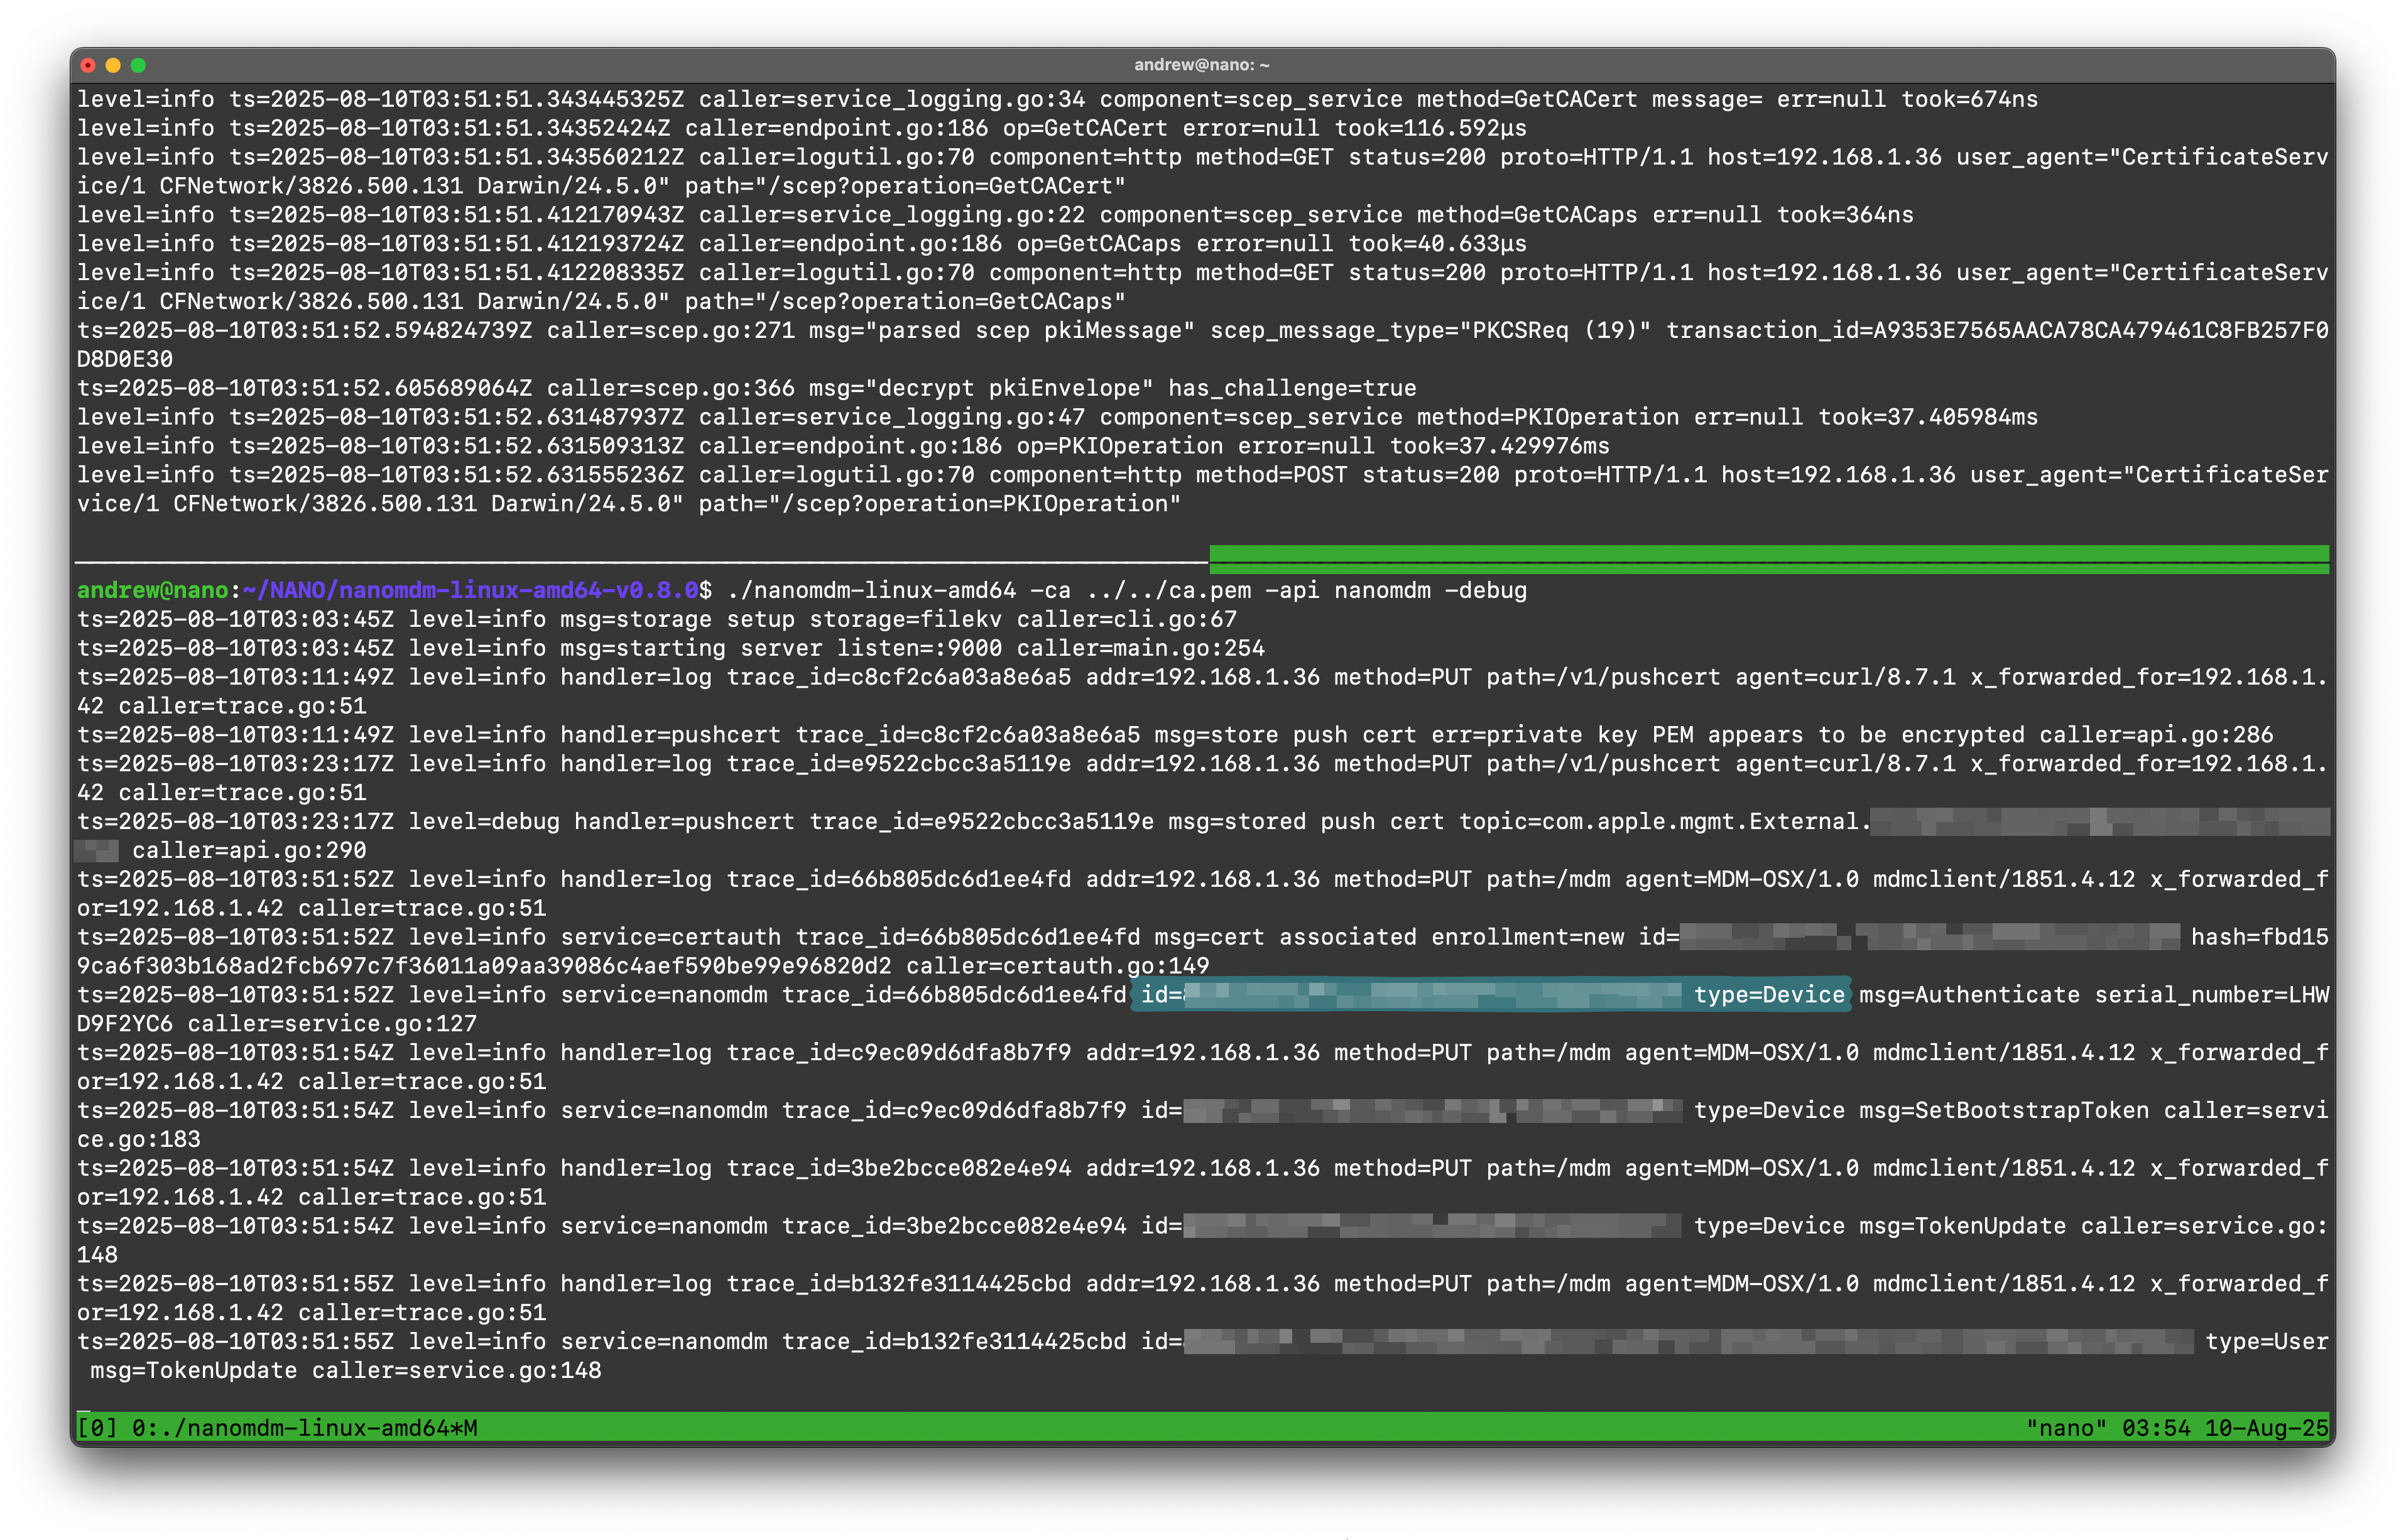 andrew@nano: ~
level=info ts=2025-08-10T03:51:51.343445325Z caller=service_logging.go:34 component=scep_service method=GetCACert message= err=null took=674ns
level=info ts=2025-08-10T03:51:51.34352424Z caller=endpoint.go:186 op=GetCACert error=null took=116.592µs
level=info ts=2025-08-10T03:51:51.343560212Z caller=logutil.go:70 component=http method=GET status=200 proto=HTTP/1.1 host=192.168.1.36 user_agent="CertificateServ
ice/1 CFNetwork/3826.500.131 Darwin/24.5.0" path="/scep?operation=GetCACert"
level=info ts=2025-08-10T03:51:51.412170943Z caller=service_logging.go:22 component=scep_service method=GetCACaps err=null took=364ns
level=info ts=2025-08-10T03:51:51.412193724Z caller=endpoint.go:186 op=GetCACaps error=null took=40.633µs
level=info ts=2025-08-10T03:51:51.412208335Z caller=logutil.go:70 component=http method=GET status=200 proto=HTTP/1.1 host=192.168.1.36 user_agent="CertificateServ
ice/1 CFNetwork/3826.500.131 Darwin/24.5.0" path="/scep?operation=GetCACaps"
ts=2025-08-10T03:51:52.594824739Z caller=scep.go:271 msg="parsed scep pkiMessage" scep_message_type="PKCSReq (19)" transaction_id=A9353E7565AACA78CA479461C8FB257F0
D8D0E30
ts=2025-08-10T03:51:52.605689064Z caller=scep.go:366 msg="decrypt pkiEnvelope" has_challenge=true
level=info ts=2025-08-10T03:51:52.631487937Z caller=service_logging.go:47 component=scep_service method=PKIOperation err=null took=37.405984ms
level=info ts=2025-08-10T03:51:52.631509313Z caller=endpoint.go:186 op=PKIOperation error=null took=37.429976ms
level=info ts=2025-08-10T03:51:52.631555236Z caller=logutil.go:70 component=http method=POST status=200 proto=HTTP/1.1 host=192.168.1.36 user_agent="CertificateSer
vice/1 CFNetwork/3826.500.131 Darwin/24.5.0" path="/scep?operation=PKIOperation"
andrew@nano:~/NANO/nanomdm-linux-amd64-v0.8.0$ ./nanomdm-linux-amd64 -ca ../../ca.pem -api nanomdm -debug
ts=2025-08-10T03:03:45Z level=info msg=storage setup storage=filekv caller=cli.go:67
ts=2025-08-10T03:03:45Z level=info msg=starting server listen=:9000 caller=main.go:254
ts=2025-08-10T03:11:49Z level=info handler=log trace_id=c8cf2c6a03a8e6a5 addr=192.168.1.36 method=PUT path=/v1/pushcert agent=curl/8.7.1 x_forwarded_for=192.168.1.
42 caller=trace.go:51
ts=2025-08-10T03:11:49Z level=info handler=pushcert trace_id=c8cf2c6a03a8e6a5 msg=store push cert err=private key PEM appears to be encrypted caller=api.go:286
ts=2025-08-10T03:23:17Z level=info handler=log trace_id=e9522cbcc3a5119e addr=192.168.1.36 method=PUT path=/v1/pushcert agent=curl/8.7.1 x_forwarded_for=192.168.1.
42 caller=trace.go:51
ts=2025-08-10T03:23:17Z level=debug handler=pushcert trace_id=e9522cbcc3a5119e msg=stored push cert topic=com.apple.mgmt.External.
caller=api.go:290
ts=2025-08-10T03:51:52Z level=info handler=log trace_id=66b805dc6d1ee4fd addr=192.168.1.36 method=PUT path=/mdm agent=MDM-OSX/1.0 mdmclient/1851.4.12 x_forwarded_f
or=192.168.1.42 caller=trace.go:51
ts=2025-08-10T03:51:52Z level=info service=certauth trace_id=66b805dc6d1ee4fd msg=cert associated enrollment=new id= hash=fbd15
9ca6f303b168ad2fcb697c7f36011a09aa39086c4aef590be99e96820d2 caller=certauth.go:149
ts=2025-08-10T03:51:52Z level=info service=nanomdm trace_id=66b805dc6d1ee4fd id= type=Device msg=Authenticate serial_number=LHW
D9F2YC6 caller=service.go:127
ts=2025-08-10T03:51:54Z level=info handler=log trace_id=c9ec09d6dfa8b7f9 addr=192.168.1.36 method=PUT path=/mdm agent=MDM-OSX/1.0 mdmclient/1851.4.12 x_forwarded_f
or=192.168.1.42 caller=trace.go:51
ts=2025-08-10T03:51:54Z level=info service=nanomdm trace_id=c9ec09d6dfa8b7f9 id= type=Device msg=SetBootstrapToken caller=servi
ce.go:183
ts=2025-08-10T03:51:54Z level=info handler=log trace_id=3be2bcce082e4e94 addr=192.168.1.36 method=PUT path=/mdm agent=MDM-OSX/1.0 mdmclient/1851.4.12 x_forwarded_f
or=192.168.1.42 caller=trace.go:51
ts=2025-08-10T03:51:54Z level=info service=nanomdm trace_id=3be2bcce082e4e94 id= type=Device msg=TokenUpdate caller=service.go:
148
ts=2025-08-10T03:51:55Z level=info handler=log trace_id=b132fe3114425cbd addr=192.168.1.36 method=PUT path=/mdm agent=MDM-OSX/1.0 mdmclient/1851.4.12 x_forwarded_f
or=192.168.1.42 caller=trace.go:51
ts=2025-08-10T03:51:55Z level=info service=nanomdm trace_id=b132fe3114425cbd id= type=User
msg=TokenUpdate caller=service.go:148
[0] 0:./nanomdm-linux-amd64*M "nano" 03:54 10-Aug-25